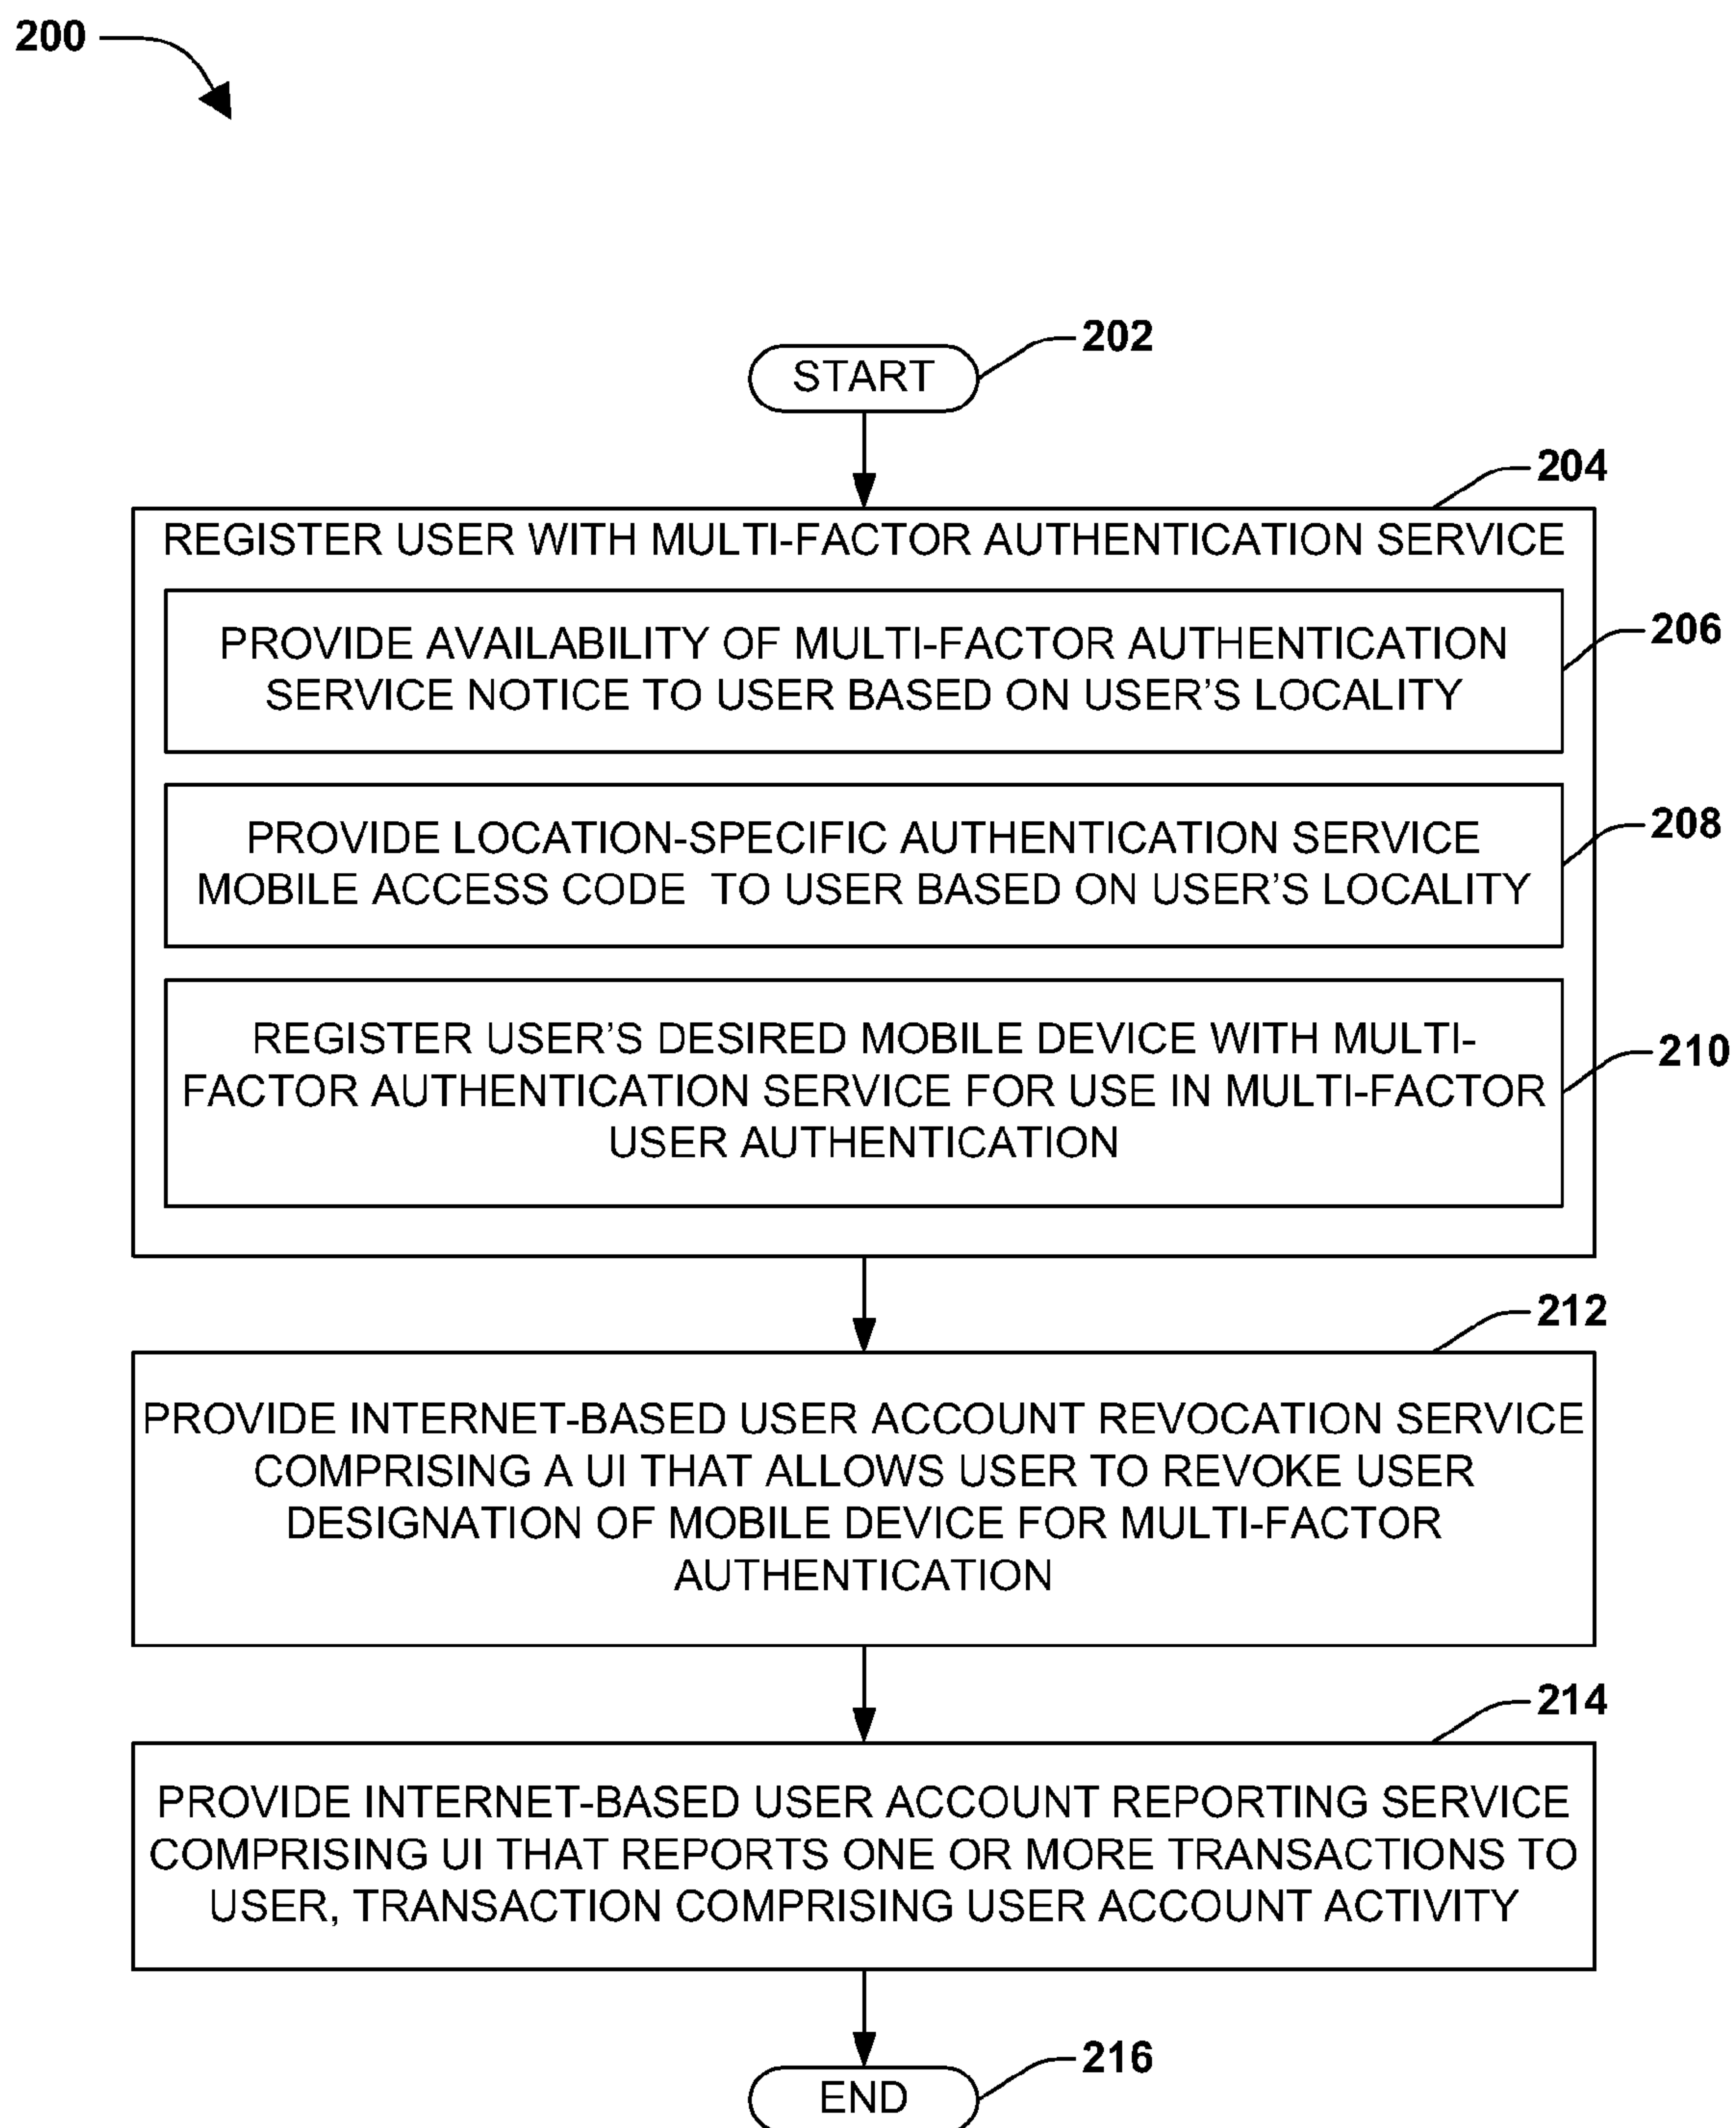 200
202
START
204
REGISTER USER WITH MULTI-FACTOR AUTHENTICATION SERVICE
206
PROVIDE AVAILABILITY OF MULTI-FACTOR AUTHENTICATION
SERVICE NOTICE TO USER BASED ON USER’S LOCALITY
208
PROVIDE LOCATION-SPECIFIC AUTHENTICATION SERVICE
MOBILE ACCESS CODE TO USER BASED ON USER’S LOCALITY
210
REGISTER USER’S DESIRED MOBILE DEVICE WITH MULTI-
FACTOR AUTHENTICATION SERVICE FOR USE IN MULTI-FACTOR
USER AUTHENTICATION
212
PROVIDE INTERNET-BASED USER ACCOUNT REVOCATION SERVICE
COMPRISING A UI THAT ALLOWS USER TO REVOKE USER
DESIGNATION OF MOBILE DEVICE FOR MULTI-FACTOR
AUTHENTICATION
214
PROVIDE INTERNET-BASED USER ACCOUNT REPORTING SERVICE
COMPRISING UI THAT REPORTS ONE OR MORE TRANSACTIONS TO
USER, TRANSACTION COMPRISING USER ACCOUNT ACTIVITY
216
END